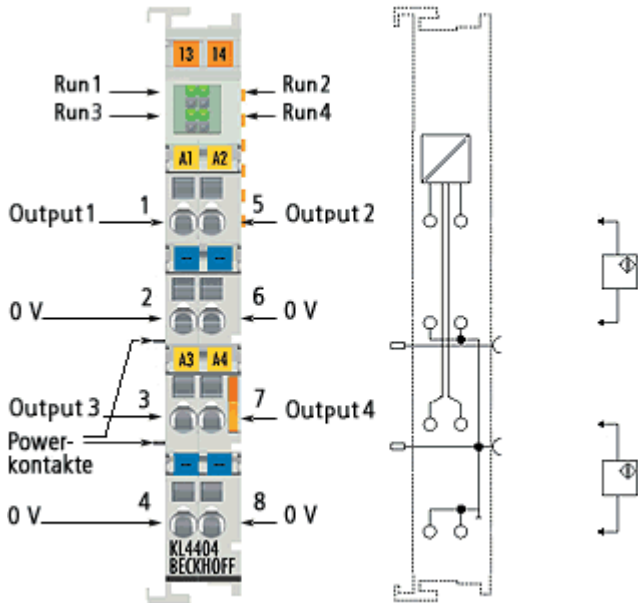 13 14
Run 1 Run 2
Run 3 Run 4
A1 A2
Output 1 1 5 Output 2
-- --
0 V 2 6 0 V
A3 A4
Output 3 3 7 Output 4
Power-
kontakte
-- --
0 V 4 8 0 V
KL4404
BECKHOFF